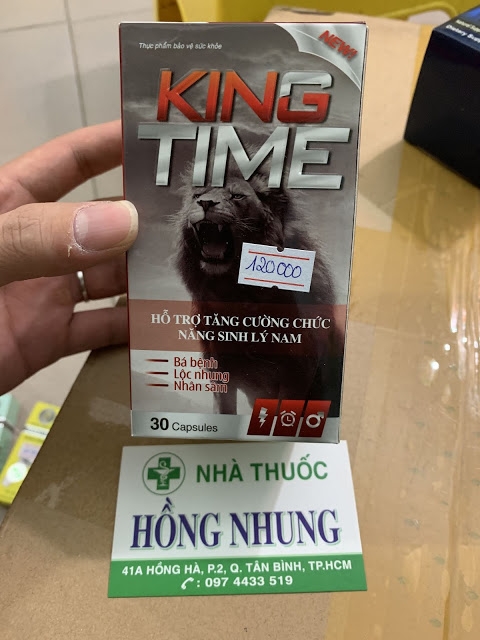 Thực phẩm bảo vệ sức khỏe
NEW
KING
TIME
120000
HỖ TRỢ TĂNG CƯỜNG CHỨC
NĂNG SINH LÝ NAM
Bá bệnh
Lộc nhung
Nhân sâm
30 Capsules
NHÀ THUỐC
HỒNG NHUNG
41A HỒNG HÀ, P.2, Q. TÂN BÌNH, TP.HCM
: 097 4433 519